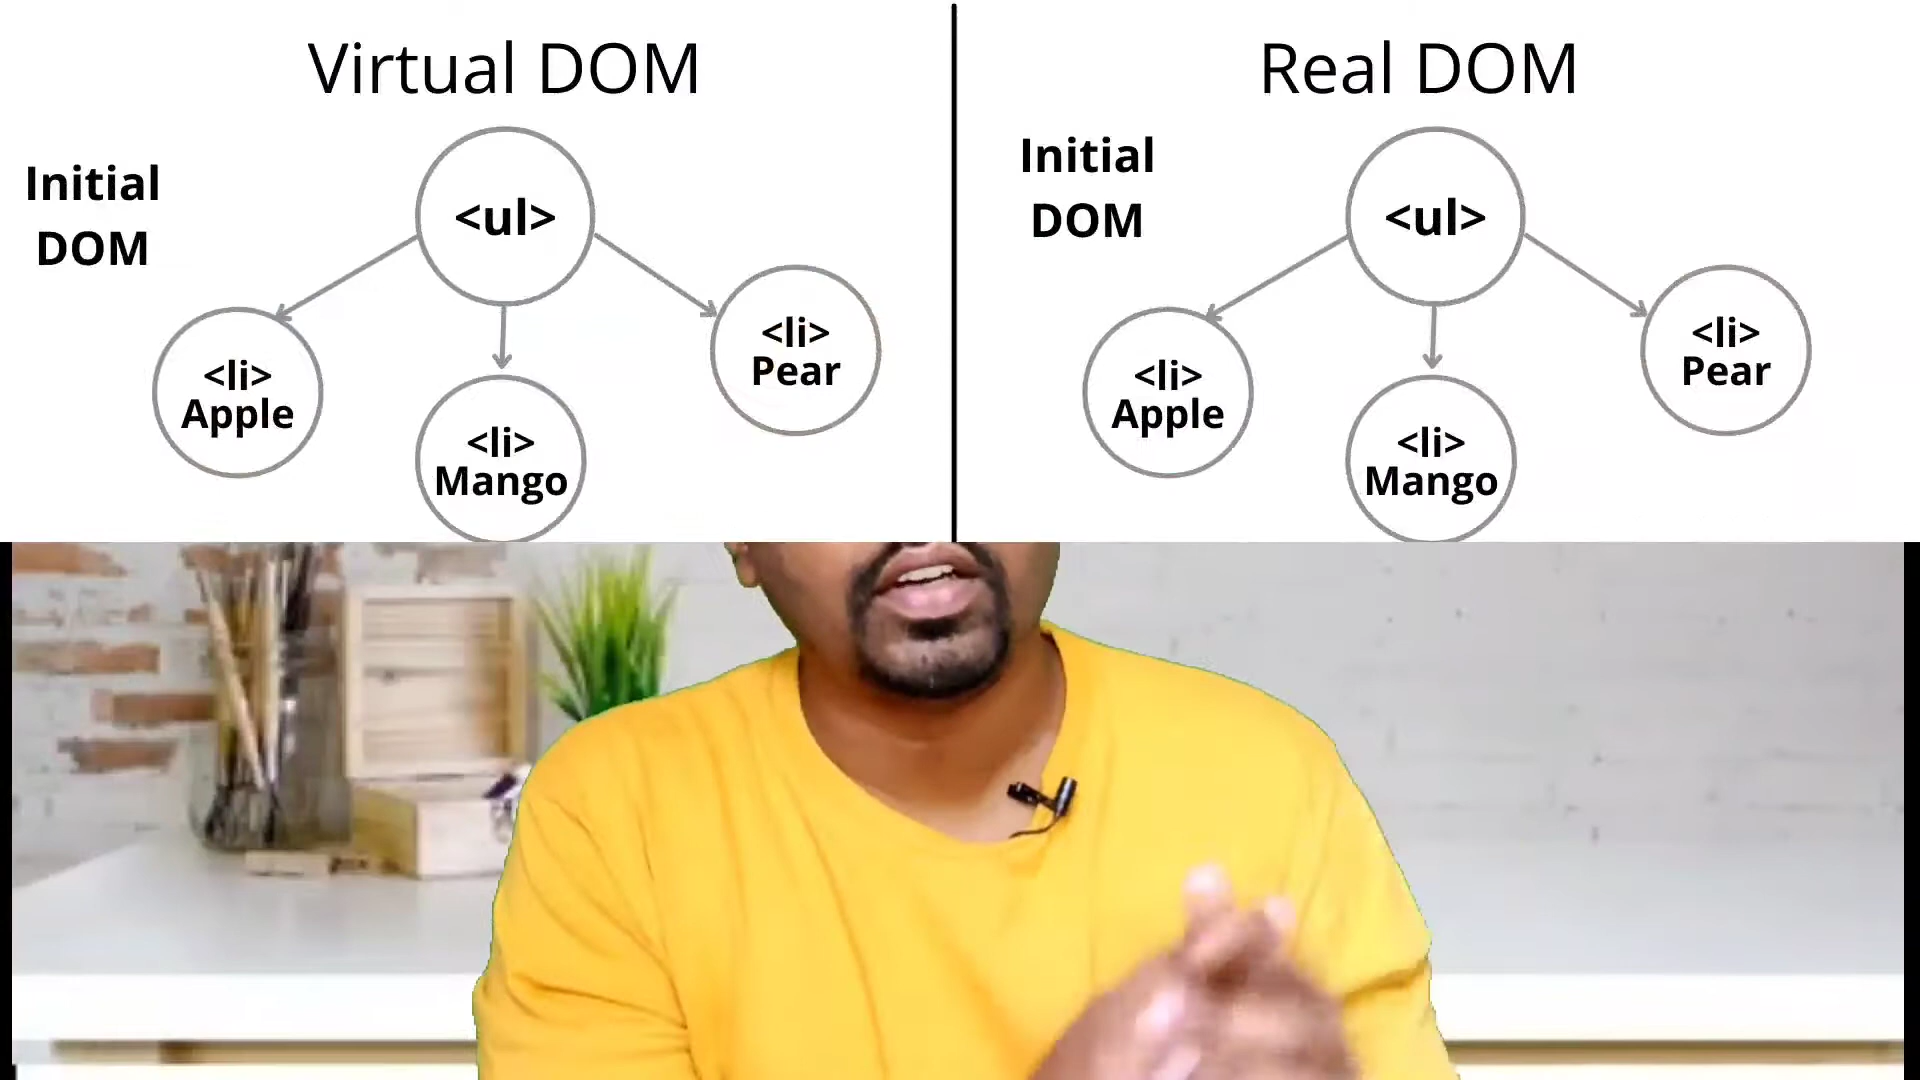 Virtual DOM
Initial
DOM
<ul>
<li>
Apple
<li>
Mango
<li>
Pear
Real DOM
Initial
DOM
<ul>
<li>
Apple
<li>
Mango
<li>
Pear